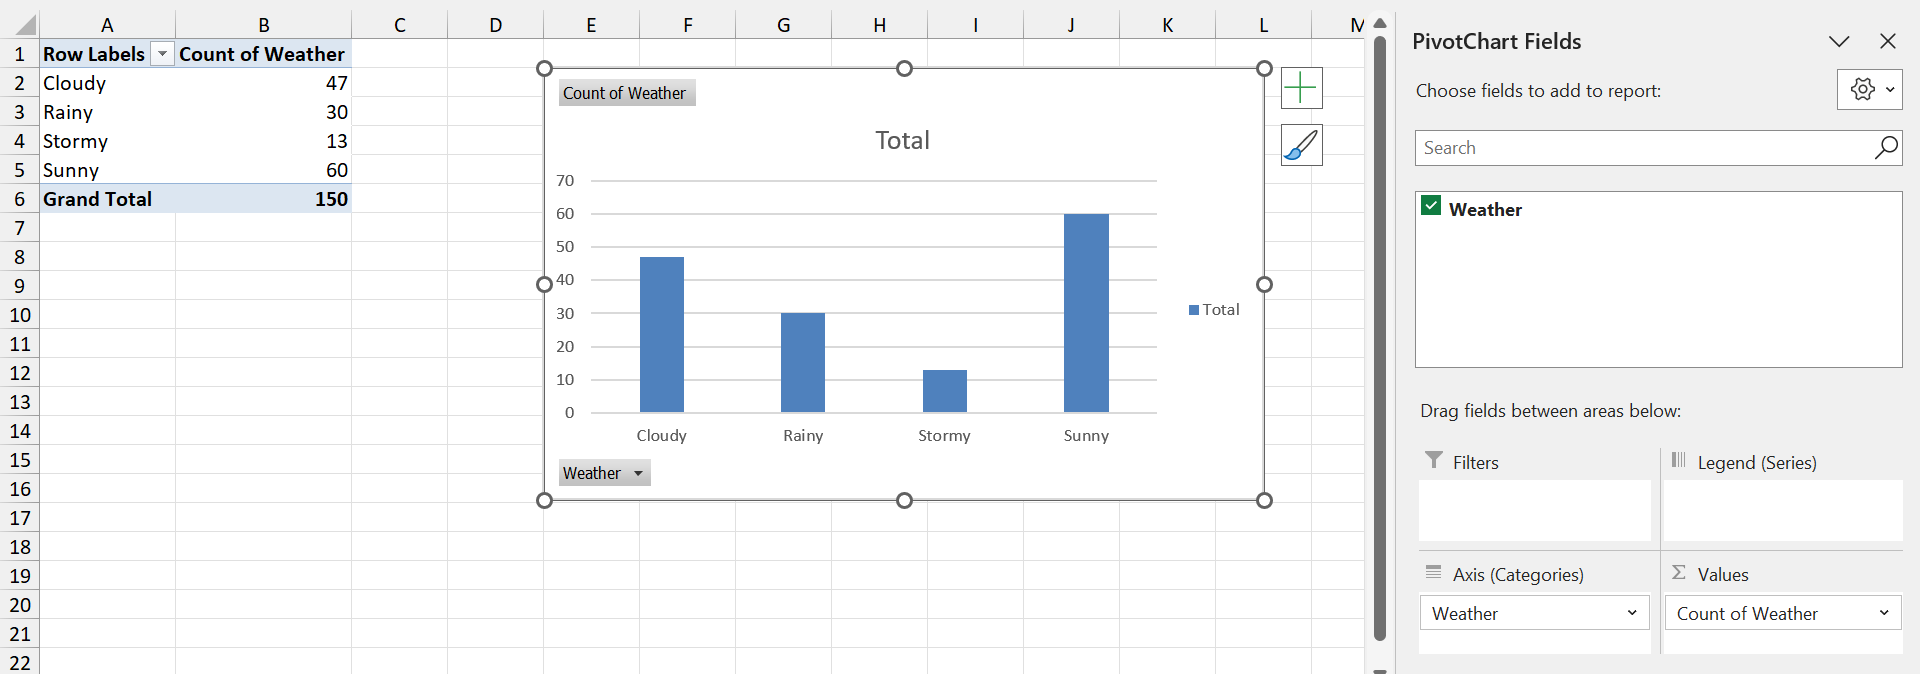 A B C D E F G H I J K L M
1 Row Labels Count of Weather
2 Cloudy 47
3 Rainy 30
4 Stormy 13
5 Sunny 60
6 Grand Total 150
7
8
9
10
11
12
13
14
15
16
17
18
19
20
21
22
Count of Weather
Total
70
60
50
40
30
20
10
0
Cloudy Rainy Stormy Sunny
Total
Weather
PivotChart Fields
Choose fields to add to report:
Search
Weather
Drag fields between areas below:
Filters
Legend (Series)
Axis (Categories)
Weather
Σ Values
Count of Weather